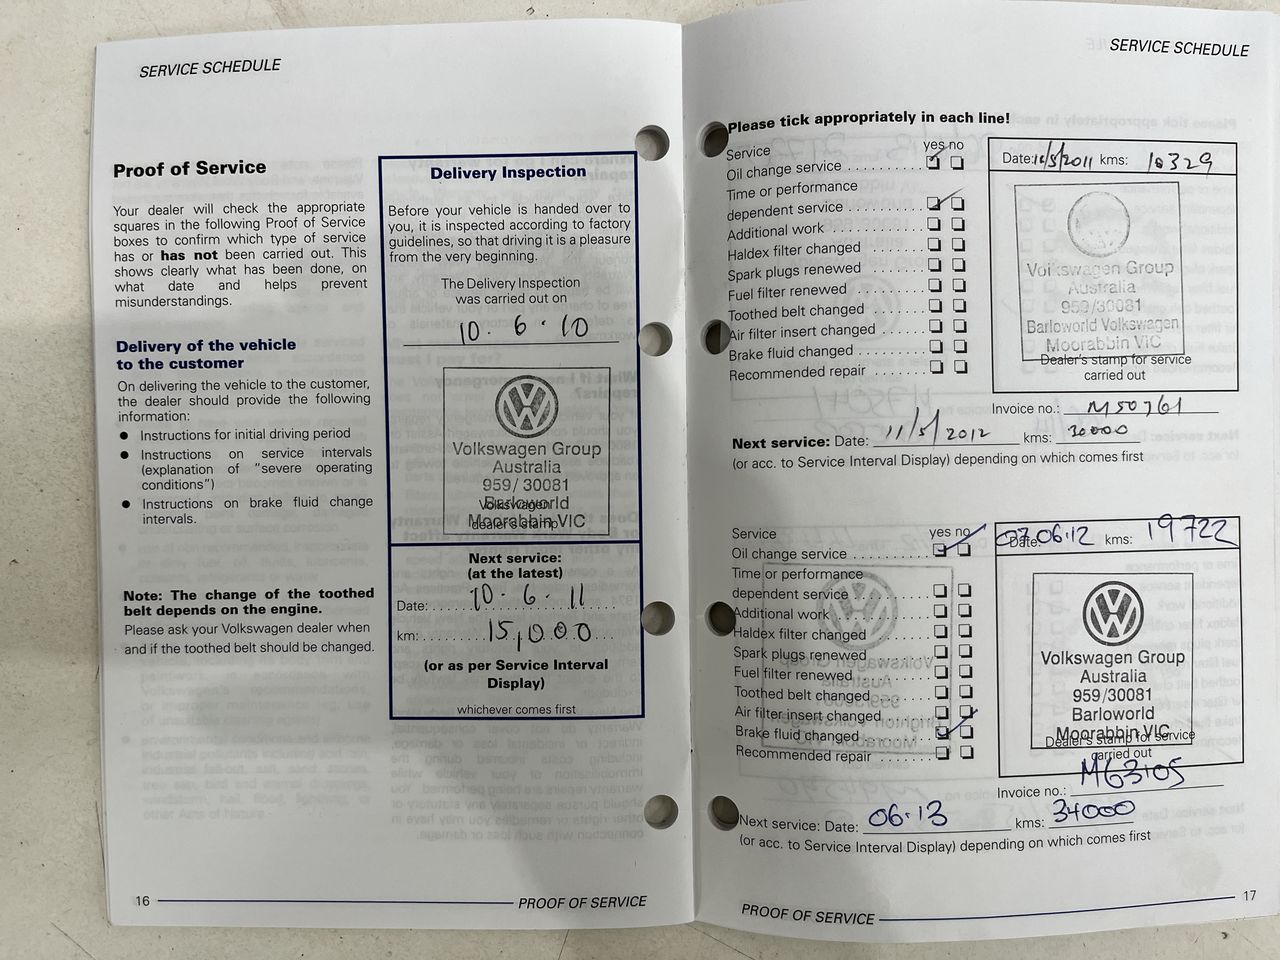 SERVICE SCHEDULE
Proof of Service
Your dealer will check the appropriate
squares in the following Proof of Service
boxes to confirm which type of service
has or has not been carried out. This
shows clearly what has been done, on
what date and helps prevent
misunderstandings.
Delivery of the vehicle
to the customer
On delivering the vehicle to the customer,
the dealer should provide the following
information:
● Instructions for initial driving period
● Instructions on service intervals
(explanation of "severe operating
conditions")
● Instructions on brake fluid change
intervals.
Note: The change of the toothed
belt depends on the engine.
Please ask your Volkswagen dealer when
and if the toothed belt should be changed.
Delivery Inspection
Before your vehicle is handed over to
you, it is inspected according to factory
guidelines, so that driving it is a pleasure
from the very beginning.
The Delivery Inspection
was carried out on
10 · 6 · 10
Volkswagen Group
Australia
959/ 30081
Barloworld
Volkswagen
dealer's stamp
Moorabbin VIC
Next service:
(at the latest)
Date: 10 · 6 · 11
km: 15,000
(or as per Service Interval
Display)
whichever comes first
16
PROOF OF SERVICE
SERVICE SCHEDULE
Please tick appropriately in each line!
Service yes no
Oil change service
Time or performance
dependent service
Additional work
Haldex filter changed
Spark plugs renewed
Fuel filter renewed
Toothed belt changed
Air filter insert changed
Brake fluid changed
Recommended repair
Date: 11/5/2011 kms: 10329
Volkswagen Group
Australia
959/30081
Barloworld Volkswagen
Moorabbin VIC
Dealer's stamp for service
carried out
Invoice no.: M50761
Next service: Date: 11/5/2012 kms: 30000
(or acc. to Service Interval Display) depending on which comes first
Service yes no
Oil change service
Time or performance
dependent service
Additional work
Haldex filter changed
Spark plugs renewed
Fuel filter renewed
Toothed belt changed
Air filter insert changed
Brake fluid changed
Recommended repair
Date: 07.06.12 kms: 19722
Volkswagen Group
Australia
959/30081
Barloworld
Moorabbin VIC
Dealer's stamp for service
carried out
Invoice no.: M63105
Next service: Date: 06.13 kms: 34000
(or acc. to Service Interval Display) depending on which comes first
PROOF OF SERVICE
17